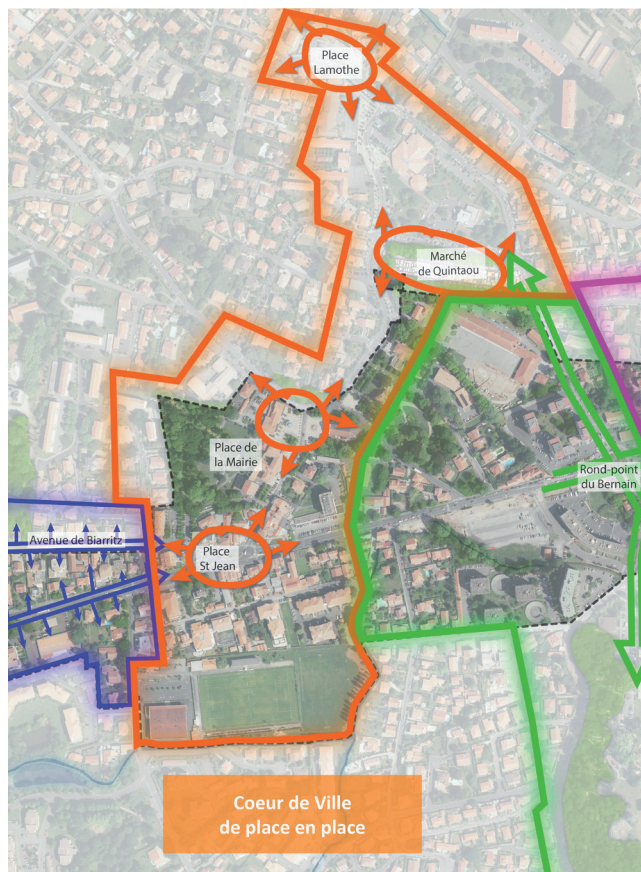 Place
Lamothe
Marché
de Quintaou
Place de
la Mairie
Rond-point
du Bernain
Avenue de Biarritz
Place
St Jean
Coeur de Ville
de place en place